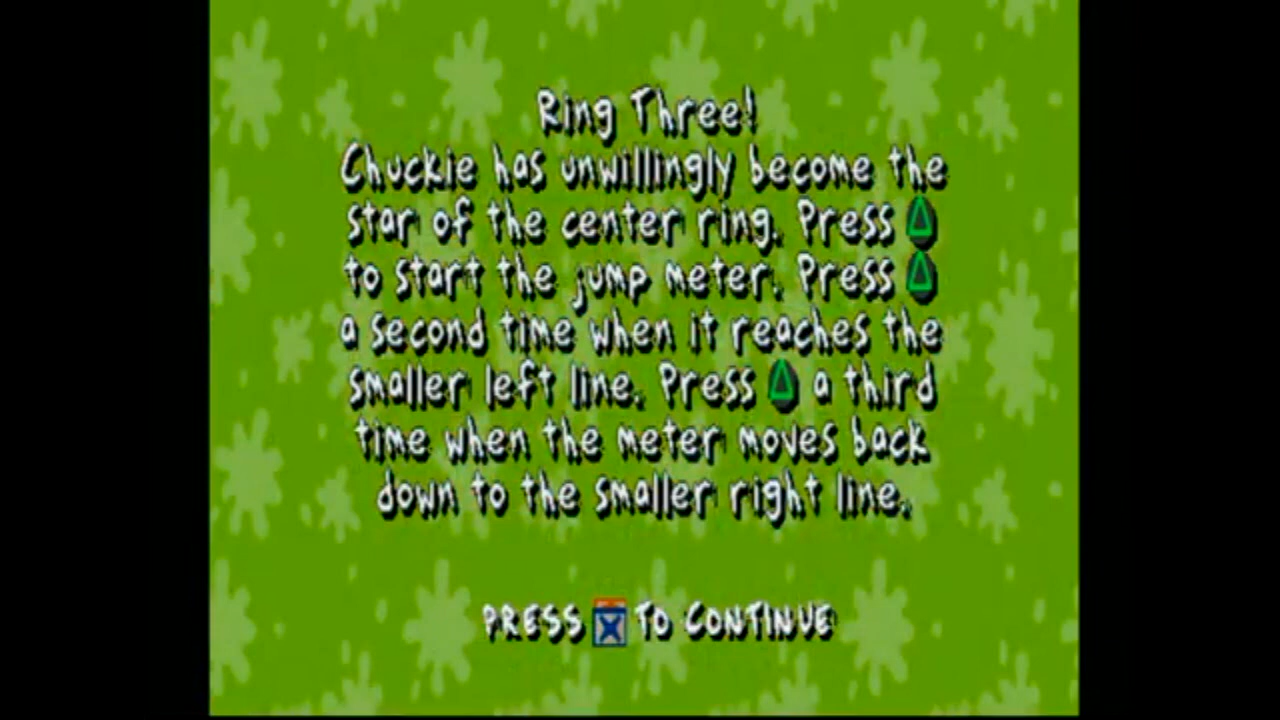 Ring Three!
Chuckie has unwillingly become the
star of the center ring. Press △
to start the jump meter. Press △
a second time when it reaches the
smaller left line. Press △ a third
time when the meter moves back
down to the smaller right line.
PRESS X TO CONTINUE